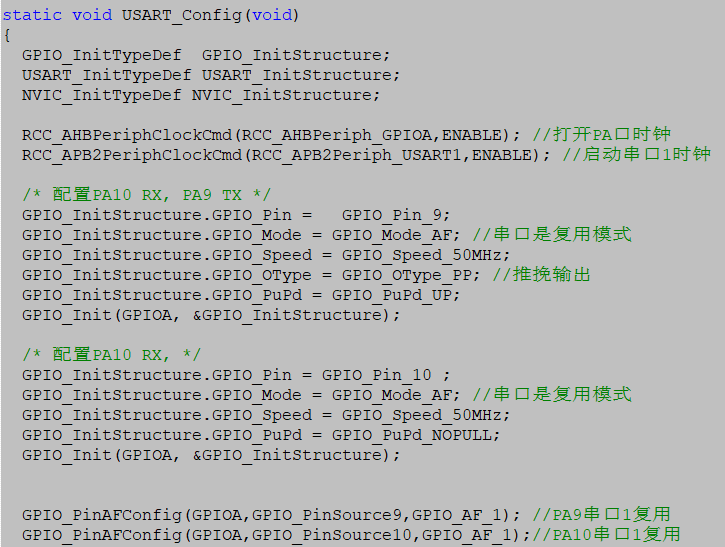 static void USART_Config(void)
{
  GPIO_InitTypeDef  GPIO_InitStructure;
  USART_InitTypeDef USART_InitStructure;
  NVIC_InitTypeDef NVIC_InitStructure;

  RCC_AHBPeriphClockCmd(RCC_AHBPeriph_GPIOA,ENABLE); //打开PA口时钟
  RCC_APB2PeriphClockCmd(RCC_APB2Periph_USART1,ENABLE); //启动串口1时钟

  /* 配置PA10 RX, PA9 TX */
  GPIO_InitStructure.GPIO_Pin =   GPIO_Pin_9;
  GPIO_InitStructure.GPIO_Mode = GPIO_Mode_AF; //串口是复用模式
  GPIO_InitStructure.GPIO_Speed = GPIO_Speed_50MHz;
  GPIO_InitStructure.GPIO_OType = GPIO_OType_PP; //推挽输出
  GPIO_InitStructure.GPIO_PuPd = GPIO_PuPd_UP;
  GPIO_Init(GPIOA, &GPIO_InitStructure);

  /* 配置PA10 RX, */
  GPIO_InitStructure.GPIO_Pin = GPIO_Pin_10 ;
  GPIO_InitStructure.GPIO_Mode = GPIO_Mode_AF; //串口是复用模式
  GPIO_InitStructure.GPIO_Speed = GPIO_Speed_50MHz;
  GPIO_InitStructure.GPIO_PuPd = GPIO_PuPd_NOPULL;
  GPIO_Init(GPIOA, &GPIO_InitStructure);

  GPIO_PinAFConfig(GPIOA,GPIO_PinSource9,GPIO_AF_1); //PA9串口1复用
  GPIO_PinAFConfig(GPIOA,GPIO_PinSource10,GPIO_AF_1);//PA10串口1复用